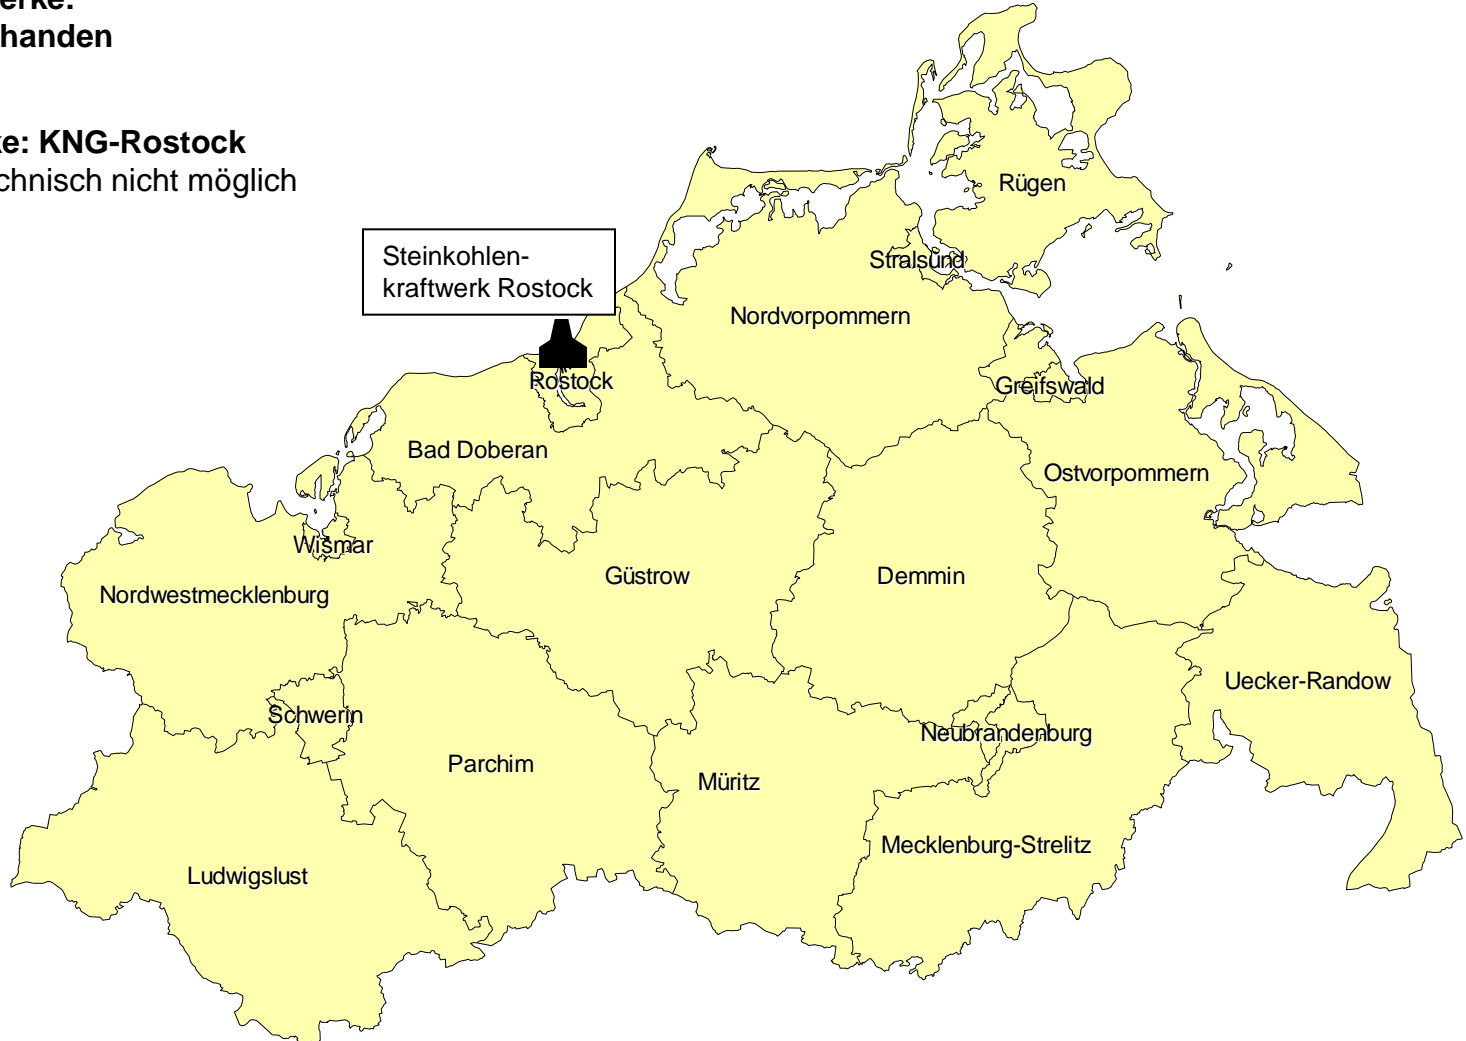 erke:
handen
ke: KNG-Rostock
chnisch nicht möglich
Rügen
Steinkohlen-
kraftwerk Rostock
Stralsund
Nordvorpommern
Rostock
Greifswald
Bad Doberan
Ostvorpommern
Wismar
Güstrow
Demmin
Nordwestmecklenburg
Uecker-Randow
Schwerin
Neubrandenburg
Parchim
Müritz
Mecklenburg-Strelitz
Ludwigslust